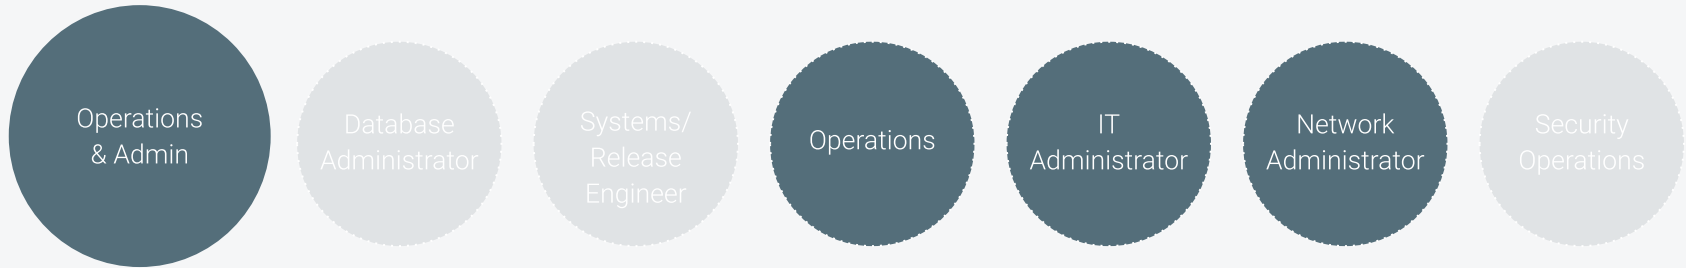 Operations
& Admin
Database
Administrator
Systems/
Release
Engineer
Operations
IT
Administrator
Network
Administrator
Security
Operations